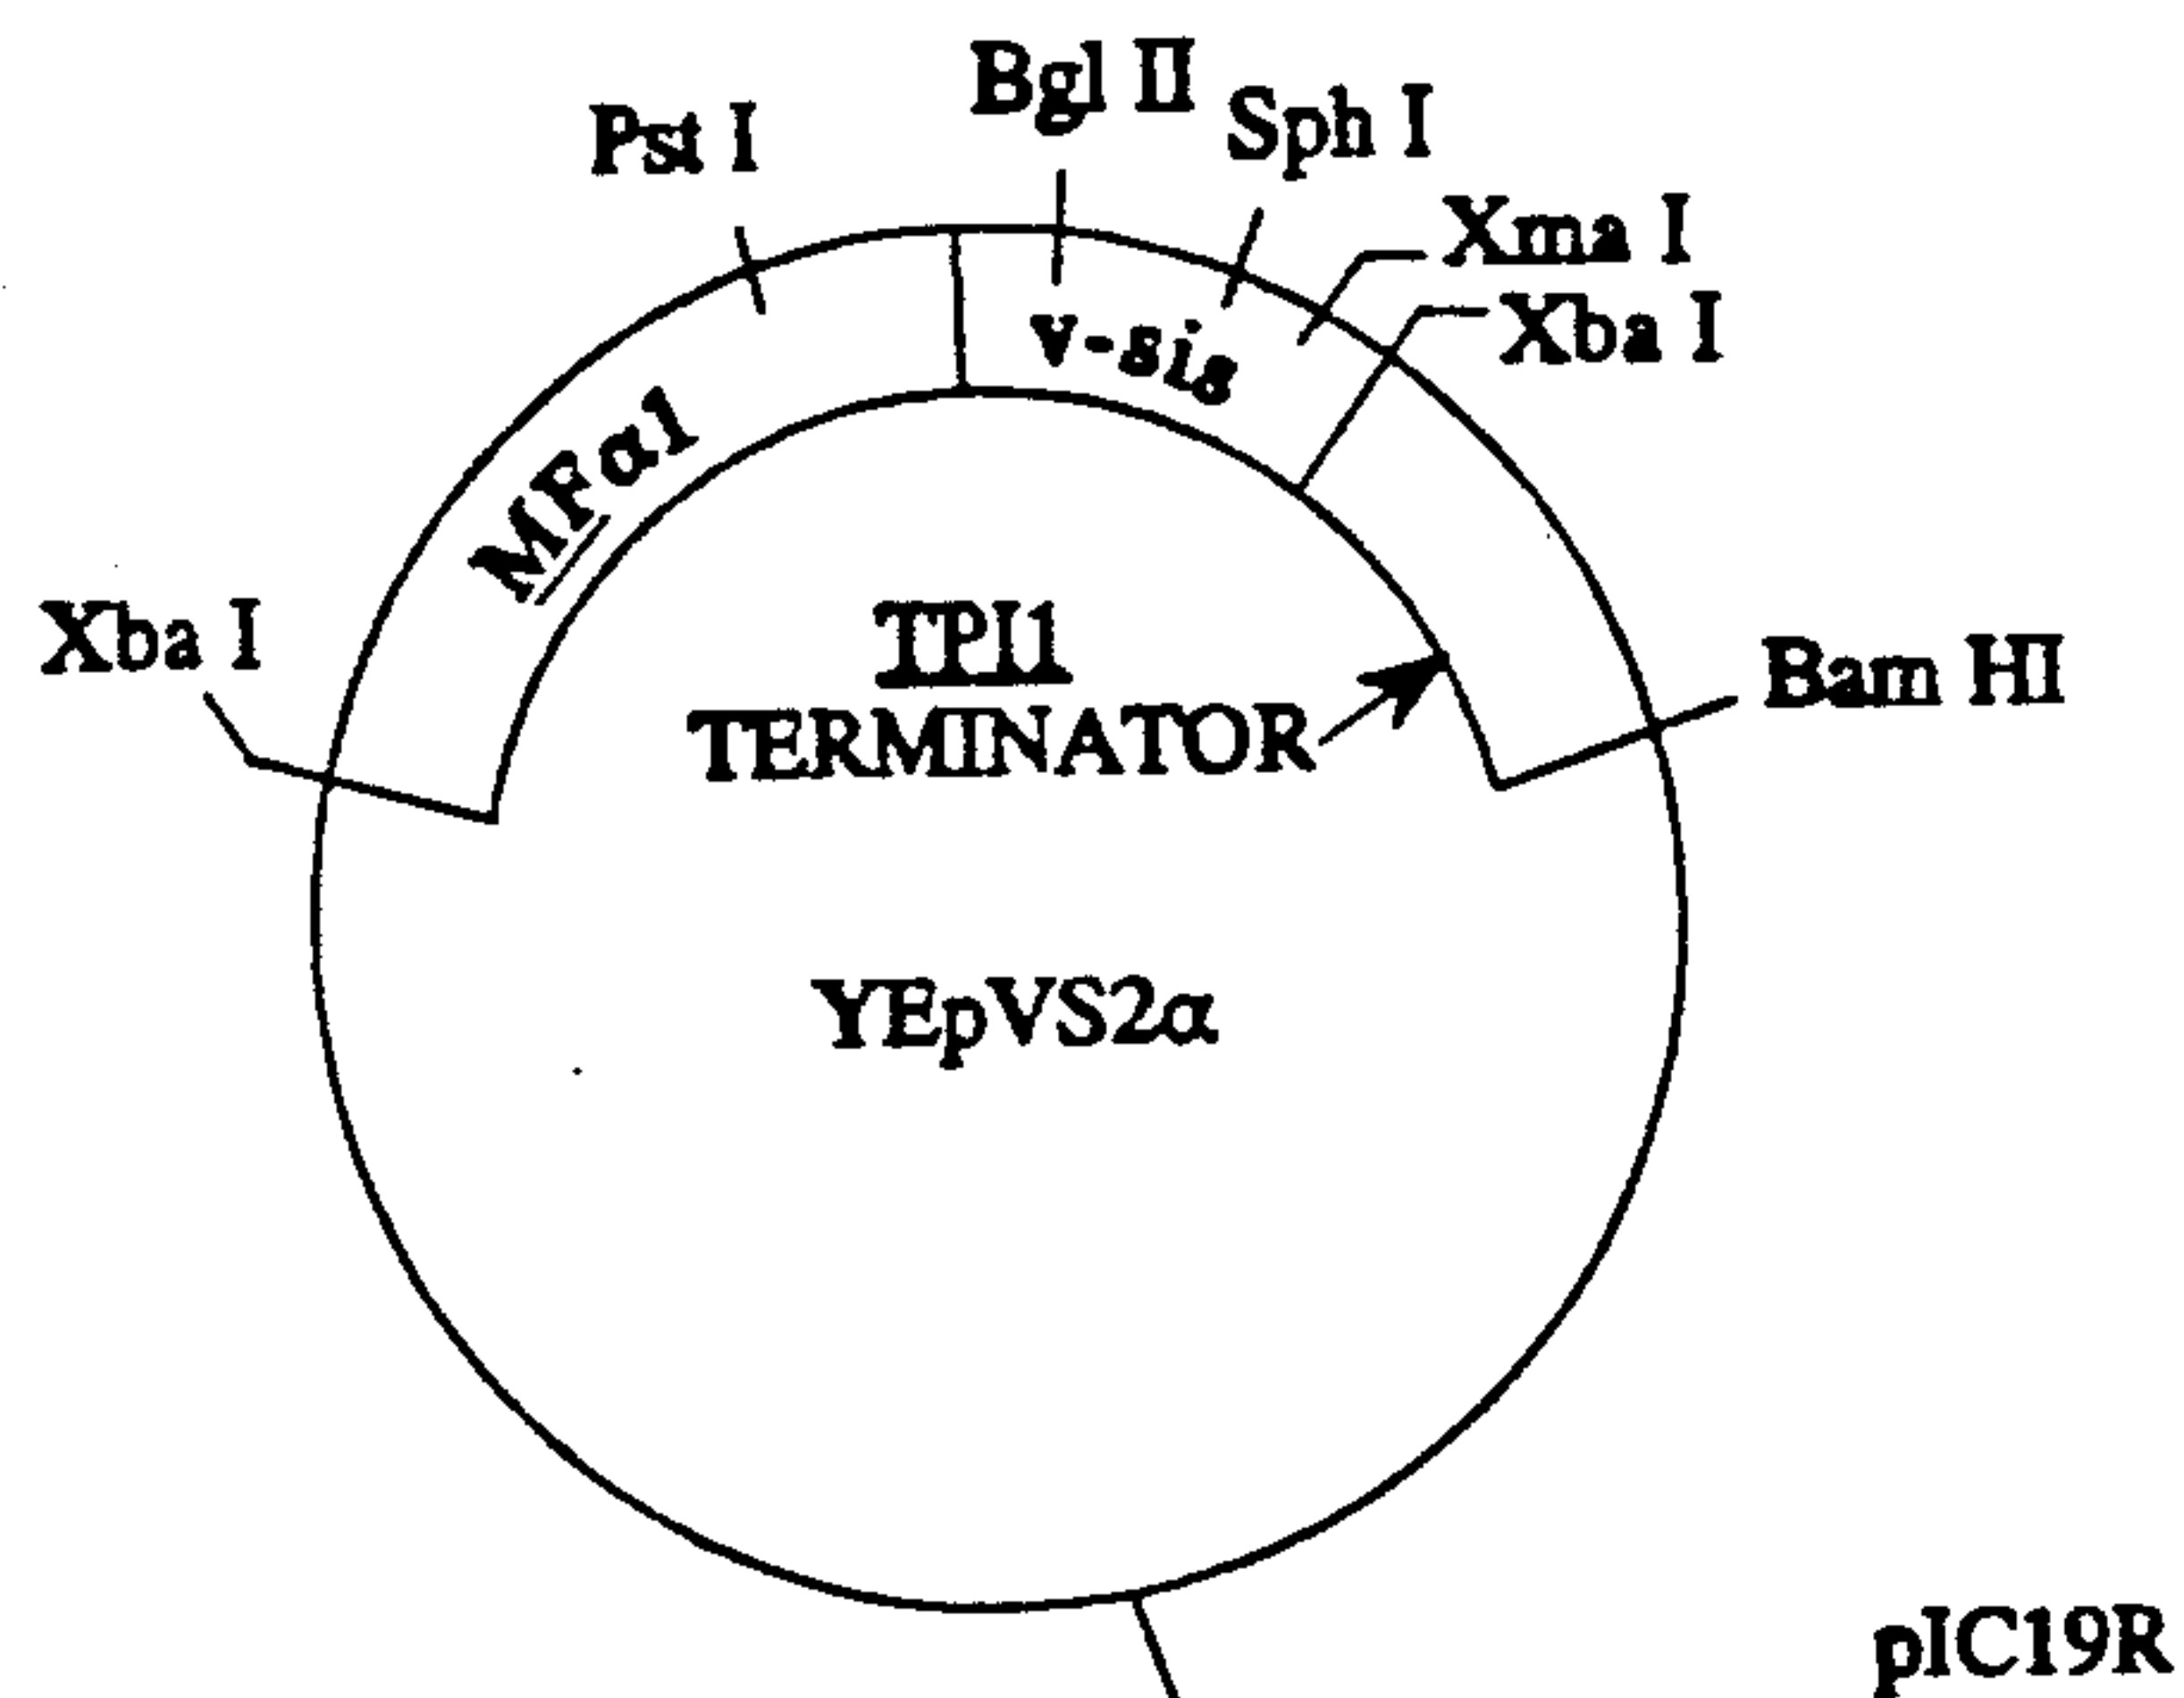 Bgl II
Pst I
Sph I
Xma I
Xba I
v-sis
MFα1
Xba I
TPI1
TERMINATOR
Bam HI
YEpVS2α
pIC19R